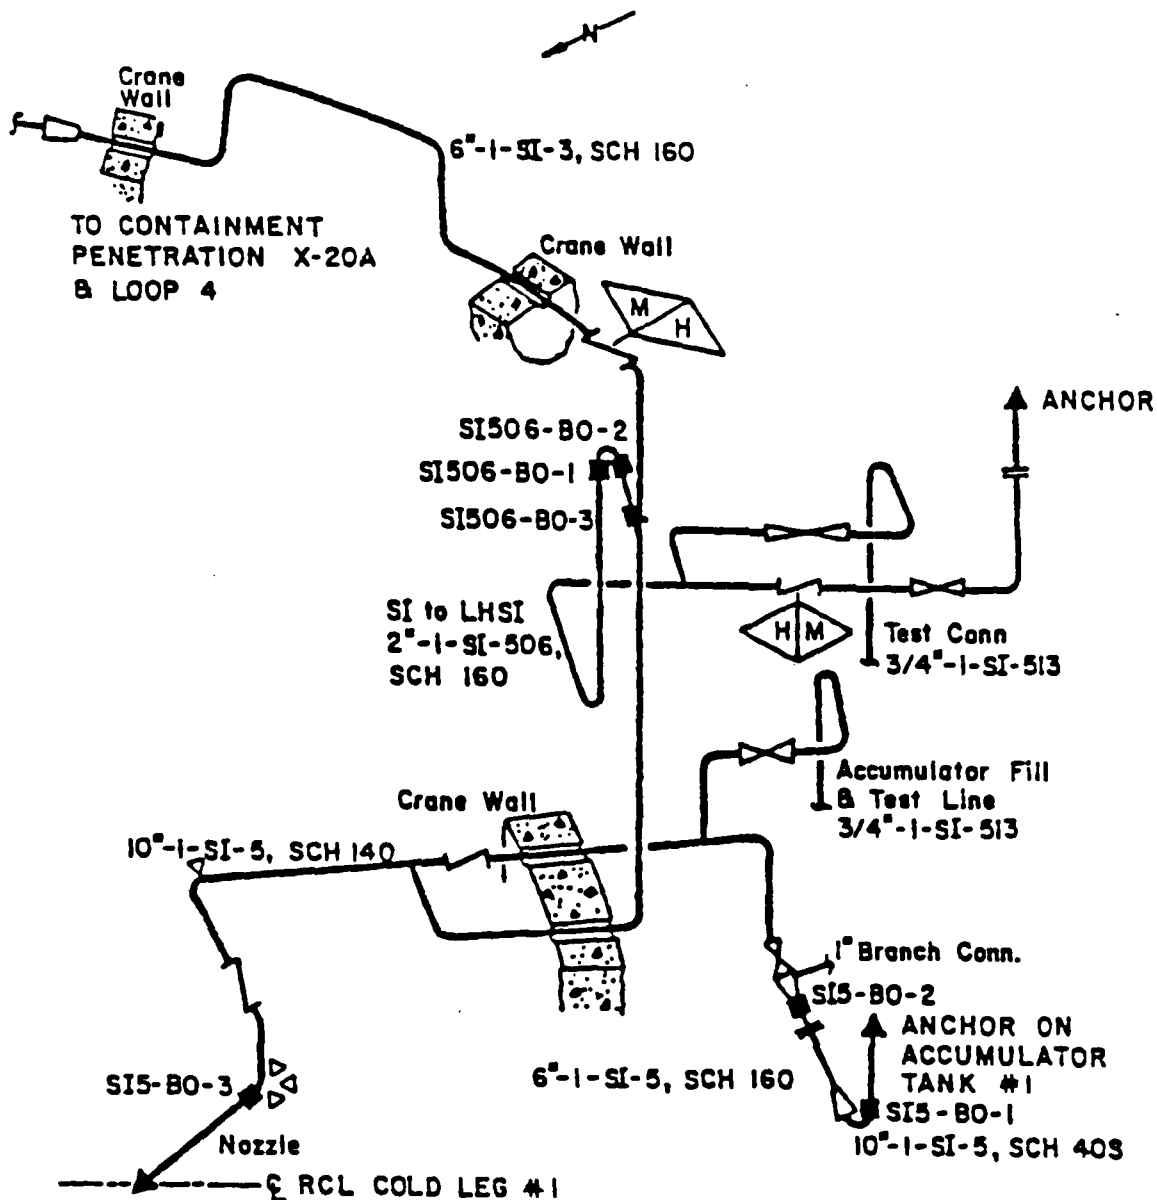 N
Crane
Wall
6"-1-SI-3, SCH 160
TO CONTAINMENT
PENETRATION X-20A
& LOOP 4
Crane Wall
M
H
ANCHOR
SI506-BO-2
SI506-BO-1
SI506-BO-3
SI to LHSI
2"-1-SI-506,
SCH 160
H M
Test Conn
3/4"-1-SI-513
Accumulator Fill
& Test Line
3/4"-1-SI-513
Crane Wall
10"-1-SI-5, SCH 140
1" Branch Conn.
SI5-BO-2
ANCHOR ON
ACCUMULATOR
TANK #1
6"-1-SI-5, SCH 160
SI5-BO-3
SI5-BO-1
10"-1-SI-5, SCH 40S
Nozzle
℄ RCL COLD LEG #1